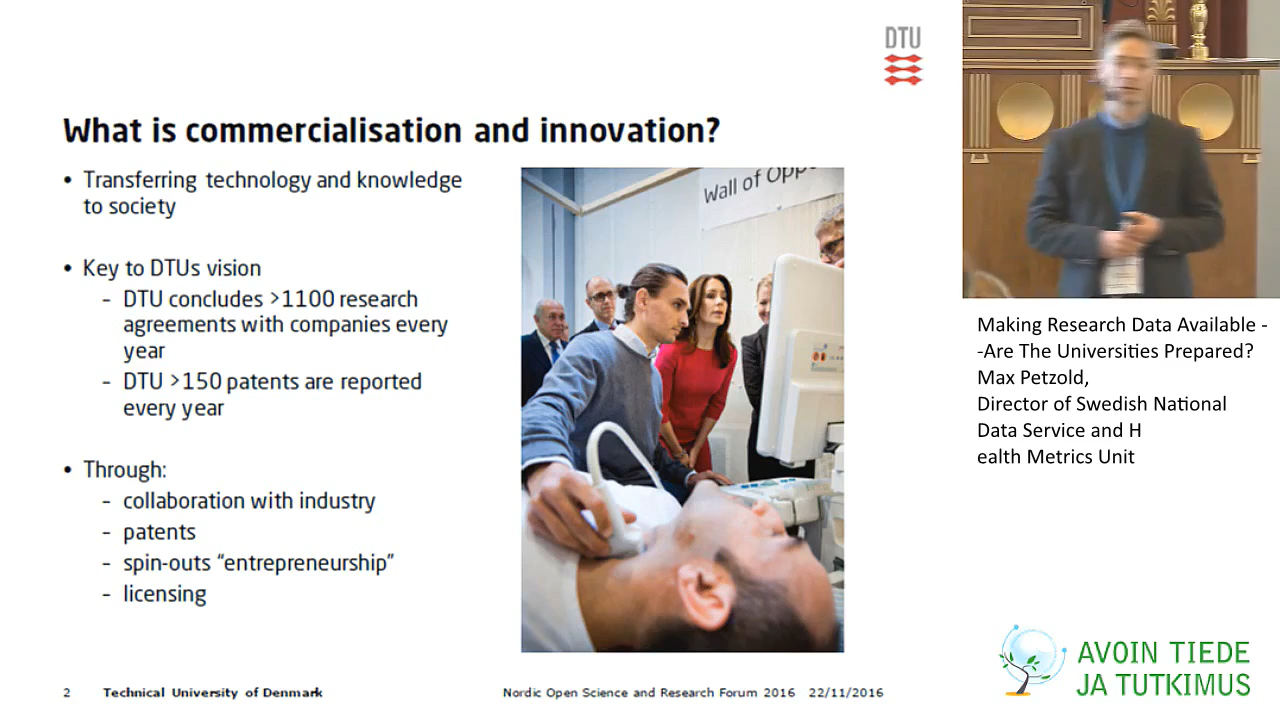 DTU
What is commercialisation and innovation?
• Transferring technology and knowledge
to society
• Key to DTUs vision
- DTU concludes >1100 research
agreements with companies every
year
- DTU >150 patents are reported
every year
• Through:
- collaboration with industry
- patents
- spin-outs “entrepreneurship”
- licensing
Wall of Oppo
2 Technical University of Denmark Nordic Open Science and Research Forum 2016 22/11/2016
Making Research Data Available -
-Are The Universities Prepared?
Max Petzold,
Director of Swedish National
Data Service and H
ealth Metrics Unit
AVOIN TIEDE
JA TUTKIMUS